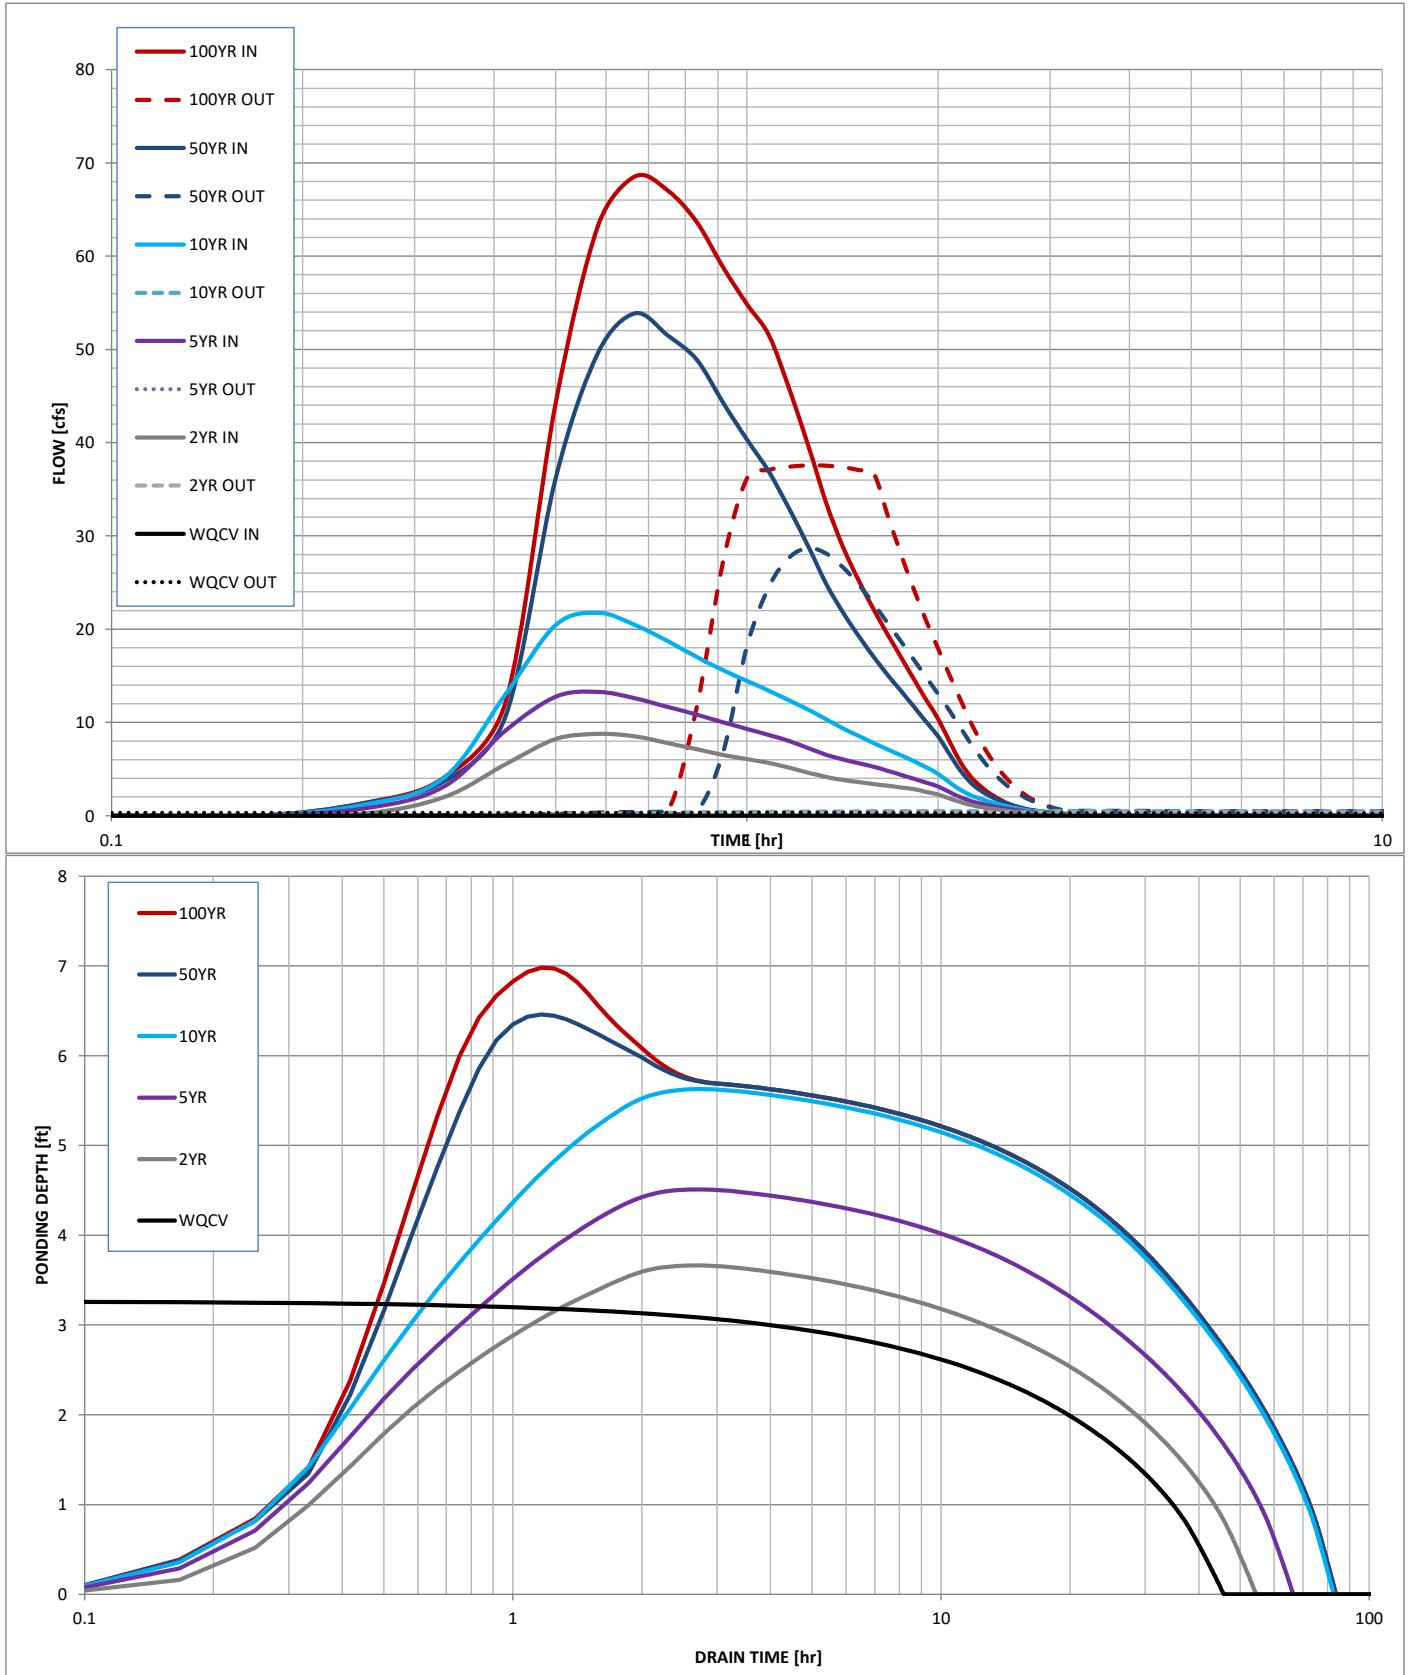 100YR IN
100YR OUT
50YR IN
50YR OUT
10YR IN
10YR OUT
5YR IN
5YR OUT
2YR IN
2YR OUT
WQCV IN
WQCV OUT
80
70
60
50
40
30
20
10
0
FLOW [cfs]
0.1
1
10
TIME [hr]
100YR
50YR
10YR
5YR
2YR
WQCV
8
7
6
5
4
3
2
1
0
PONDING DEPTH [ft]
0.1
1
10
100
DRAIN TIME [hr]